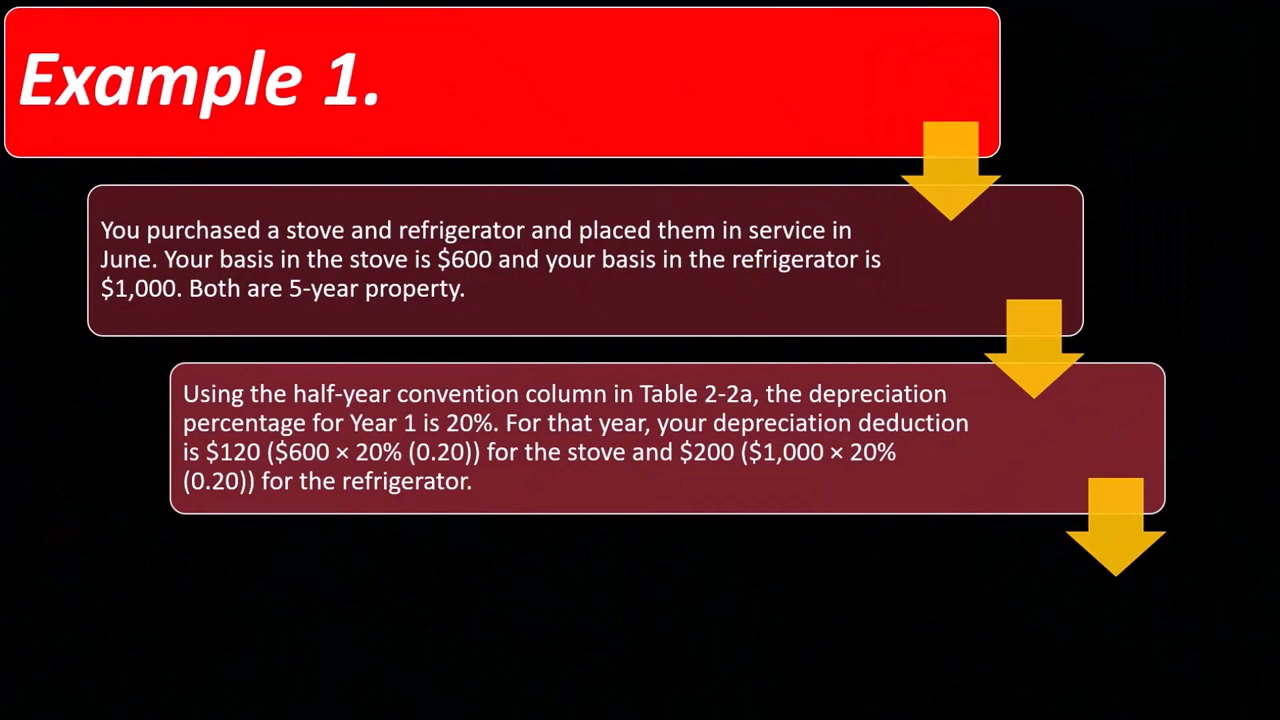 Example 1.
You purchased a stove and refrigerator and placed them in service in
June. Your basis in the stove is $600 and your basis in the refrigerator is
$1,000. Both are 5-year property.
Using the half-year convention column in Table 2-2a, the depreciation
percentage for Year 1 is 20%. For that year, your depreciation deduction
is $120 ($600 × 20% (0.20)) for the stove and $200 ($1,000 × 20%
(0.20)) for the refrigerator.